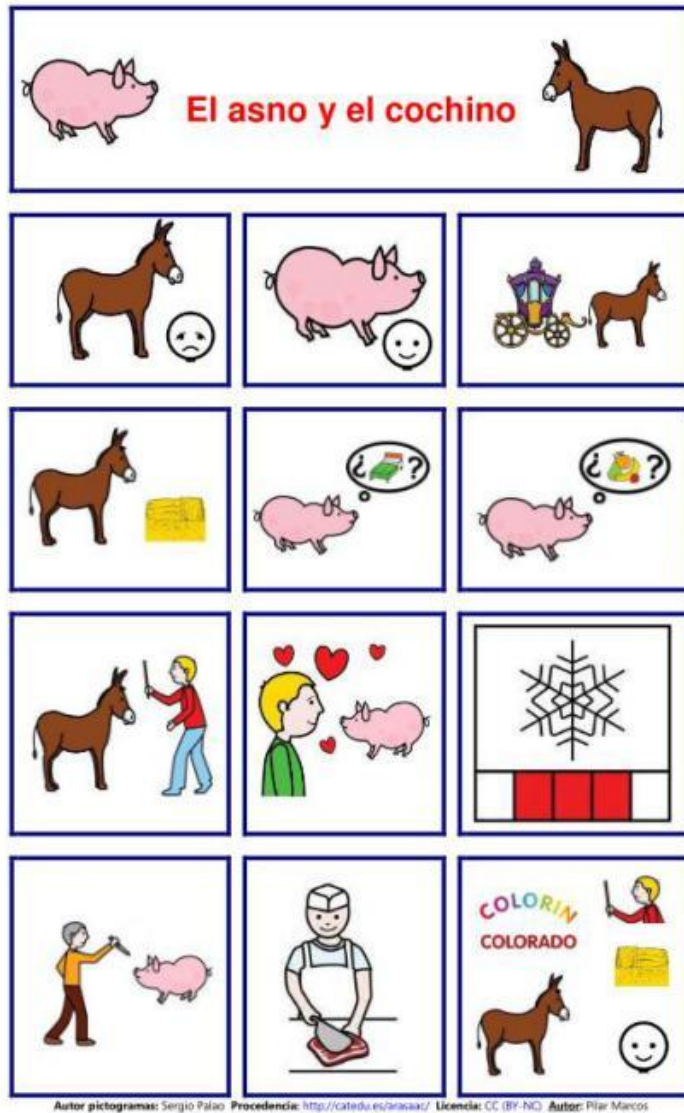 El asno y el cochino
¿ ?
¿ ?
COLORIN
COLORADO
Autor pictogramas: Sergio Palao Procedencia: http://catedu.es/arasaac/ Licencia: CC (BY-NC) Autor: Pilar Marcos